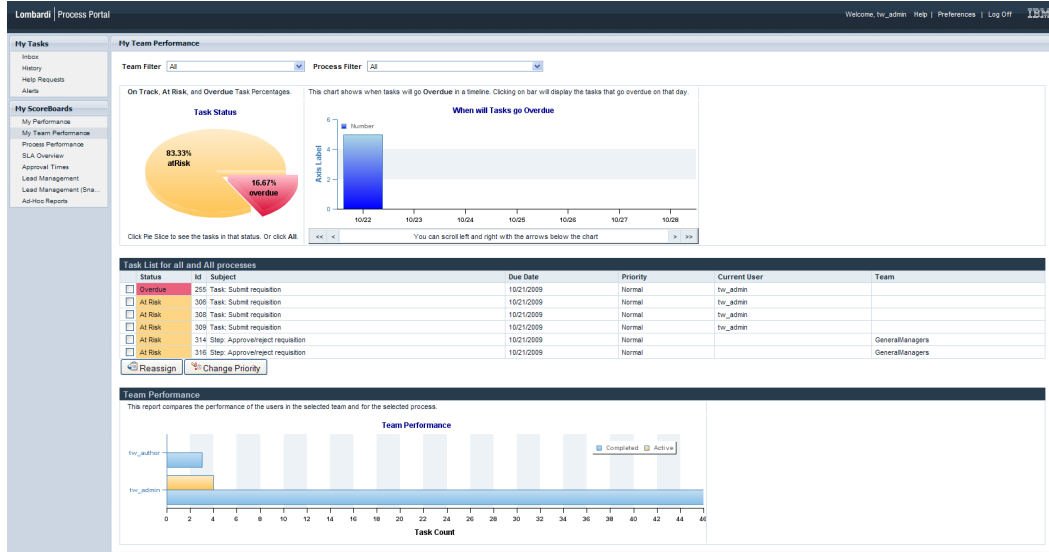 Lombardi | Process Portal
Welcome, tw_admin Help | Preferences | Log Off IBM
My Tasks
Inbox
History
Help Requests
Alerts
My ScoreBoards
My Performance
My Team Performance
Process Performance
SLA Overview
Approval Times
Lead Management
Lead Management (Sna...
Ad-Hoc Reports
My Team Performance
Team Filter All Process Filter All
On Track, At Risk, and Overdue Task Percentages.
Task Status
83.33%
atRisk
16.67%
overdue
Click Pie Slice to see the tasks in that status. Or click All.
This chart shows when tasks will go Overdue in a timeline. Clicking on bar will display the tasks that go overdue on that day.
When will Tasks go Overdue
Number
Axis Label
6
4
2
0
10/22 10/23 10/24 10/25 10/26 10/27 10/28
<< < You can scroll left and right with the arrows below the chart > >>
Task List for all and All processes
Status Id Subject Due Date Priority Current User Team
Overdue 255 Task: Submit requisition 10/21/2009 Normal tw_admin
At Risk 306 Task: Submit requisition 10/21/2009 Normal tw_admin
At Risk 308 Task: Submit requisition 10/21/2009 Normal tw_admin
At Risk 309 Task: Submit requisition 10/21/2009 Normal tw_admin
At Risk 314 Step: Approve/reject requisition 10/21/2009 Normal GeneralManagers
At Risk 316 Step: Approve/reject requisition 10/21/2009 Normal GeneralManagers
Reassign Change Priority
Team Performance
This report compares the performance of the users in the selected team and for the selected process.
Team Performance
Completed Active
tw_author
tw_admin
0 2 4 6 8 10 12 14 16 18 20 22 24 26 28 30 32 34 36 38 40 42 44 46
Task Count